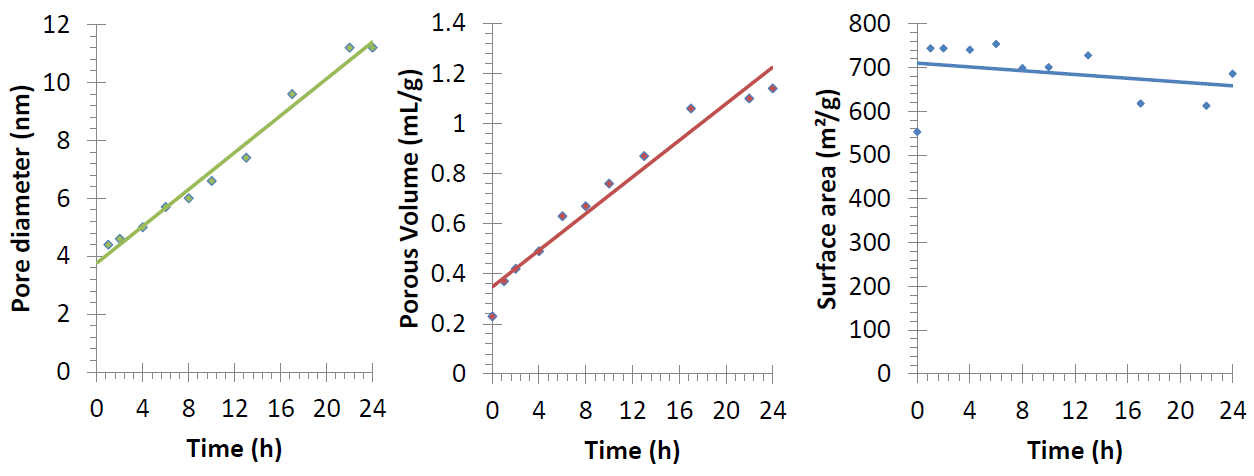 Pore diameter (nm)
12
10
8
6
4
2
0
0 4 8 12 16 20 24
Time (h)
Porous Volume (mL/g)
1.4
1.2
1
0.8
0.6
0.4
0.2
0
0 4 8 12 16 20 24
Time (h)
Surface area (m²/g)
800
700
600
500
400
300
200
100
0
0 4 8 12 16 20 24
Time (h)